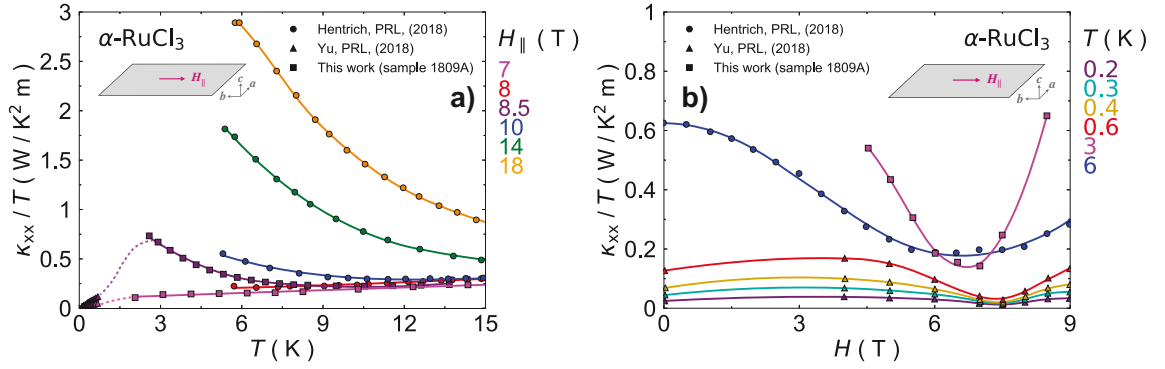 α-RuCl3
Hentrich, PRL, (2018)
Yu, PRL, (2018)
This work (sample 1809A)
H∥
c
a
b
a)
H∥ ( T)
7
8
8.5
10
14
18
κxx / T ( W / K² m )
3
2.5
2
1.5
1
0.5
0
0 3 6 9 12 15
T ( K )
Hentrich, PRL, (2018)
Yu, PRL, (2018)
This work (sample 1809A)
α-RuCl3
H∥
c
a
b
b)
T ( K)
0.2
0.3
0.4
0.6
3
6
κxx / T ( W / K² m )
1
0.8
0.6
0.4
0.2
0
0 3 6 9
H ( T )